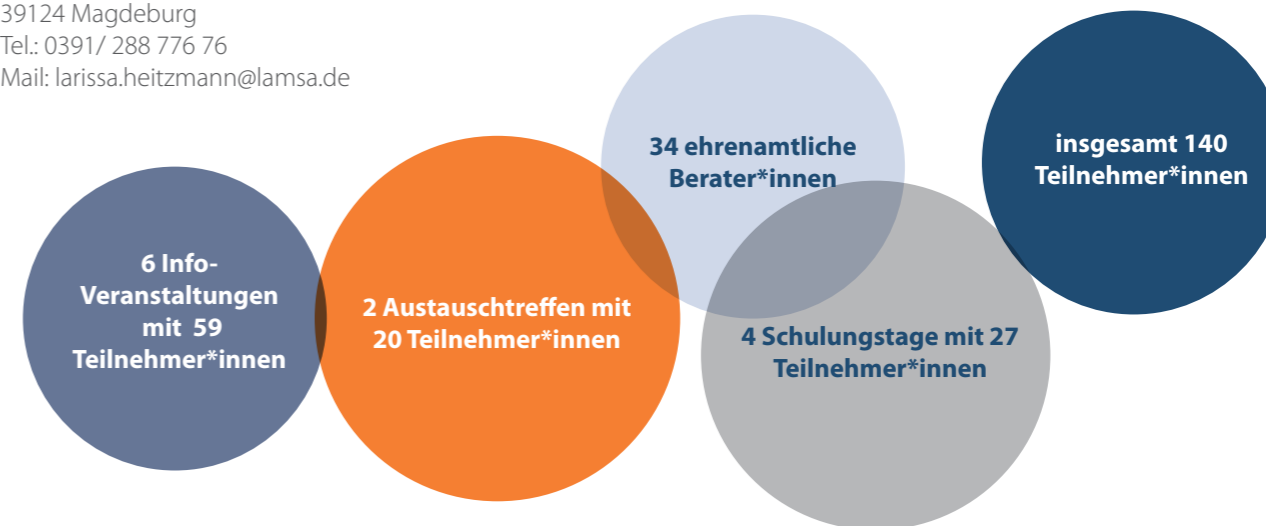 39124 Magdeburg
Tel.: 0391/ 288 776 76
Mail: larissa.heitzmann@lamsa.de
6 Info-
Veranstaltungen
mit 59
Teilnehmer*innen
2 Austauschtreffen mit
20 Teilnehmer*innen
34 ehrenamtliche
Berater*innen
4 Schulungstage mit 27
Teilnehmer*innen
insgesamt 140
Teilnehmer*innen